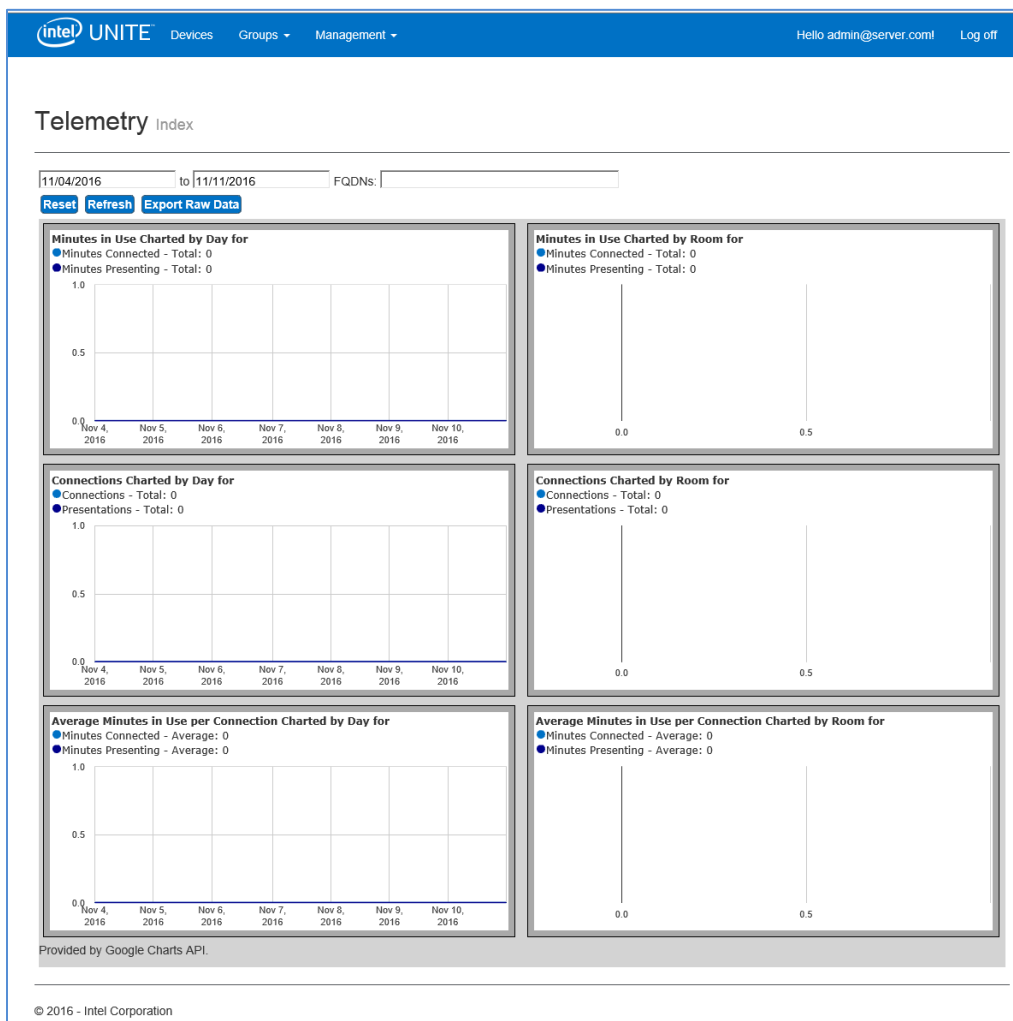 intel UNITE™ Devices Groups Management Hello admin@server.com! Log off
Telemetry Index
11/04/2016 to 11/11/2016 FQDNs:
Reset Refresh Export Raw Data
Minutes in Use Charted by Day for
Minutes Connected - Total: 0
Minutes Presenting - Total: 0
1.0
0.5
0.0
Nov 4, 2016
Nov 5, 2016
Nov 6, 2016
Nov 7, 2016
Nov 8, 2016
Nov 9, 2016
Nov 10, 2016
Minutes in Use Charted by Room for
Minutes Connected - Total: 0
Minutes Presenting - Total: 0
0.0
0.5
Connections Charted by Day for
Connections - Total: 0
Presentations - Total: 0
1.0
0.5
0.0
Nov 4, 2016
Nov 5, 2016
Nov 6, 2016
Nov 7, 2016
Nov 8, 2016
Nov 9, 2016
Nov 10, 2016
Connections Charted by Room for
Connections - Total: 0
Presentations - Total: 0
0.0
0.5
Average Minutes in Use per Connection Charted by Day for
Minutes Connected - Average: 0
Minutes Presenting - Average: 0
1.0
0.5
0.0
Nov 4, 2016
Nov 5, 2016
Nov 6, 2016
Nov 7, 2016
Nov 8, 2016
Nov 9, 2016
Nov 10, 2016
Average Minutes in Use per Connection Charted by Room for
Minutes Connected - Average: 0
Minutes Presenting - Average: 0
0.0
0.5
Provided by Google Charts API.
© 2016 - Intel Corporation